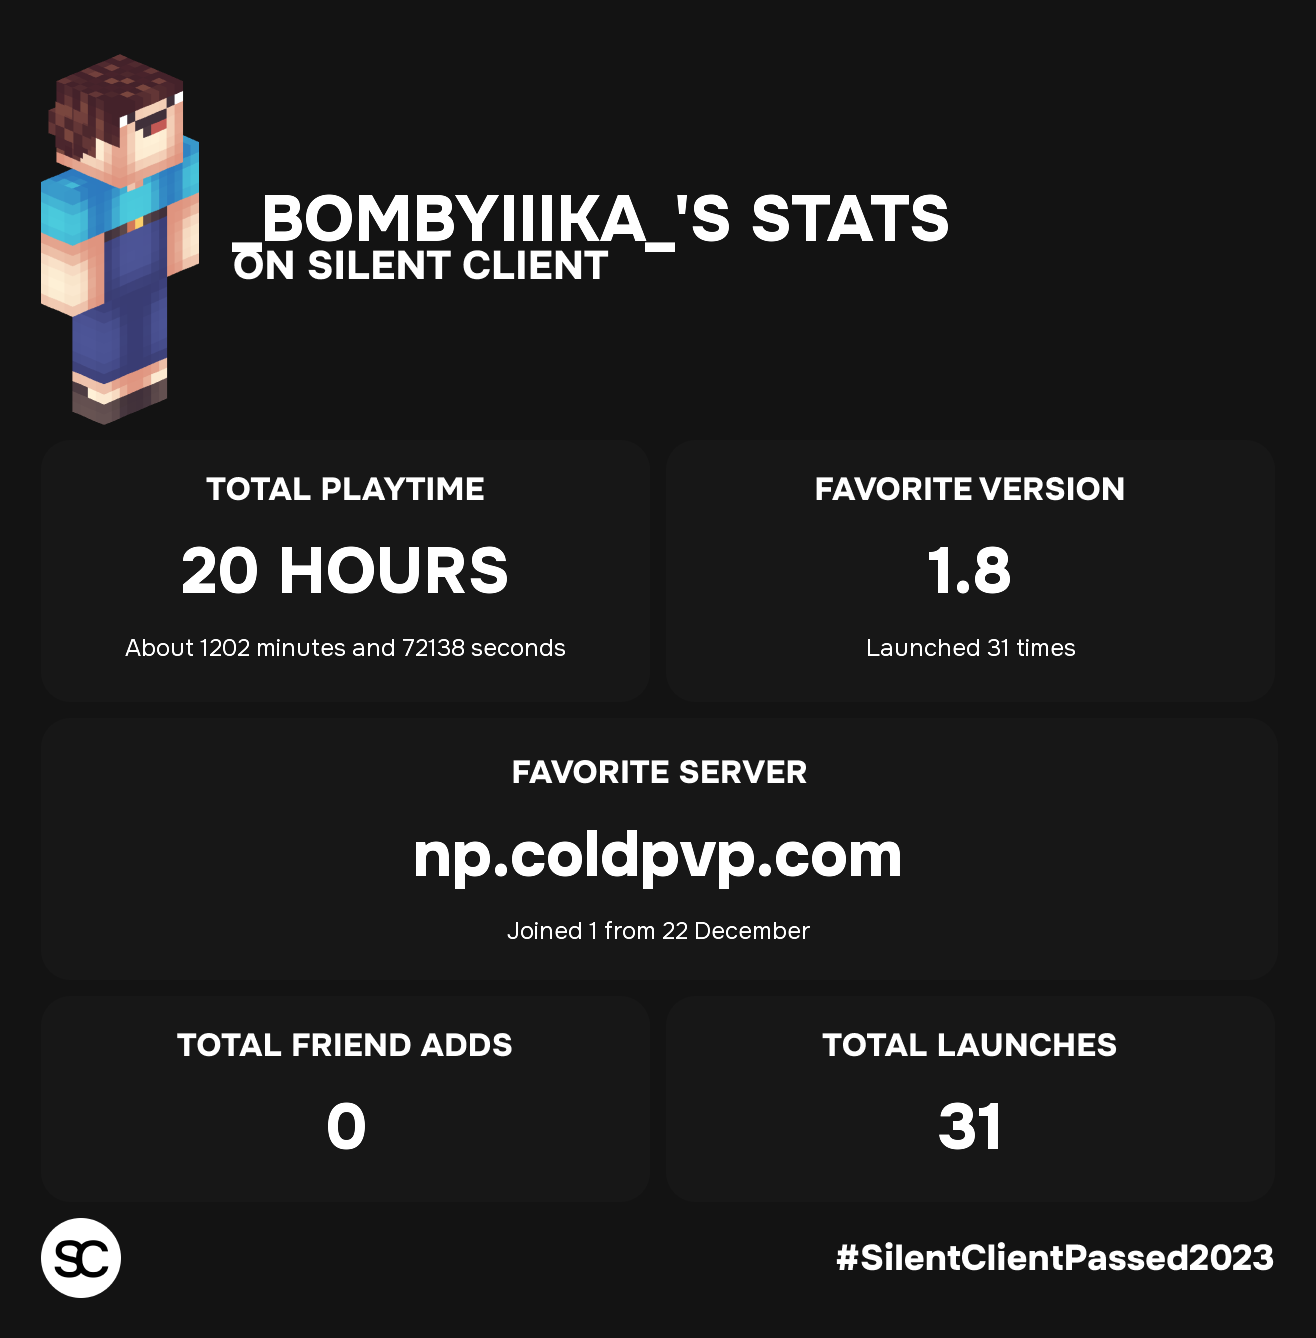 _BOMBYIIIKA_'S STATS
ON SILENT CLIENT
TOTAL PLAYTIME
20 HOURS
About 1202 minutes and 72138 seconds
FAVORITE VERSION
1.8
Launched 31 times
FAVORITE SERVER
np.coldpvp.com
Joined 1 from 22 December
TOTAL FRIEND ADDS
0
TOTAL LAUNCHES
31
SC
#SilentClientPassed2023